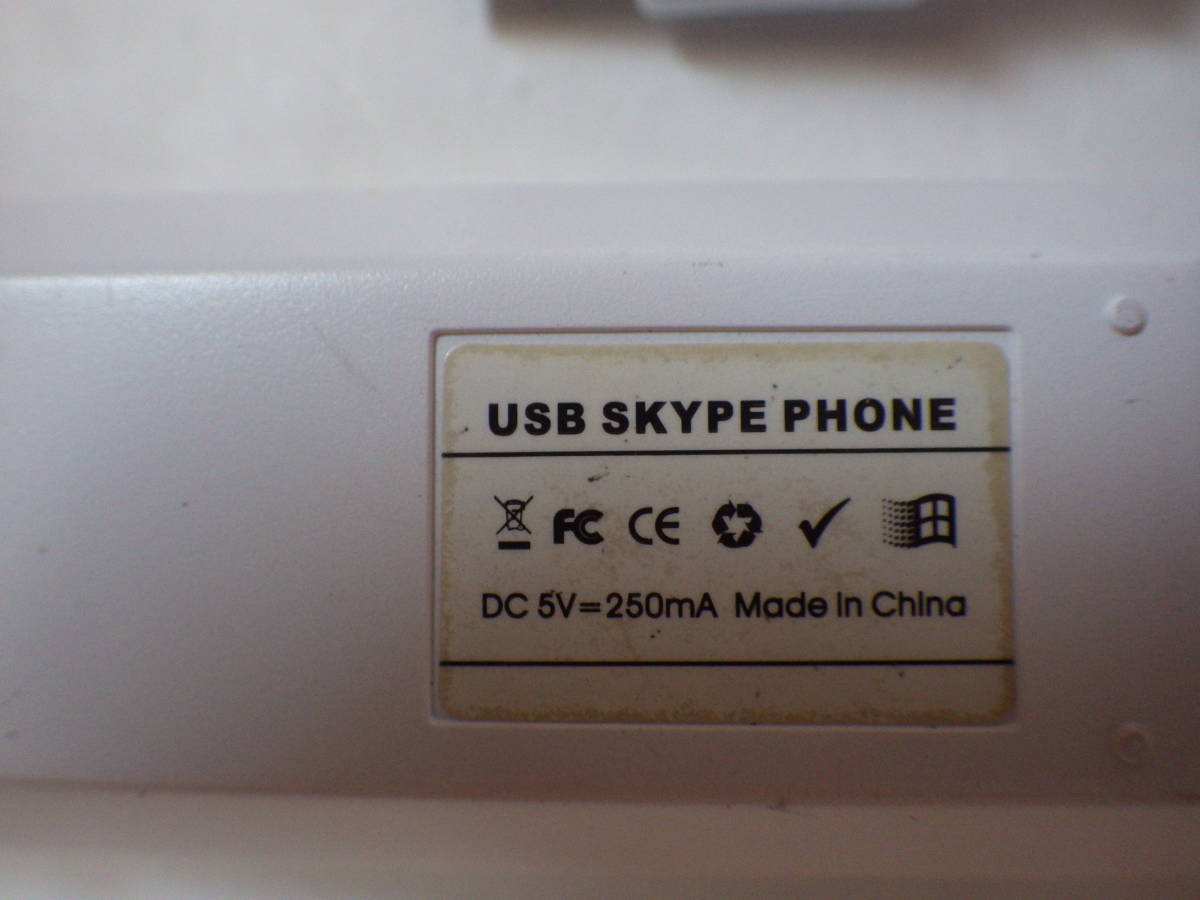 USB SKYPE PHONE
FC CE
DC 5V=250mA Made in China